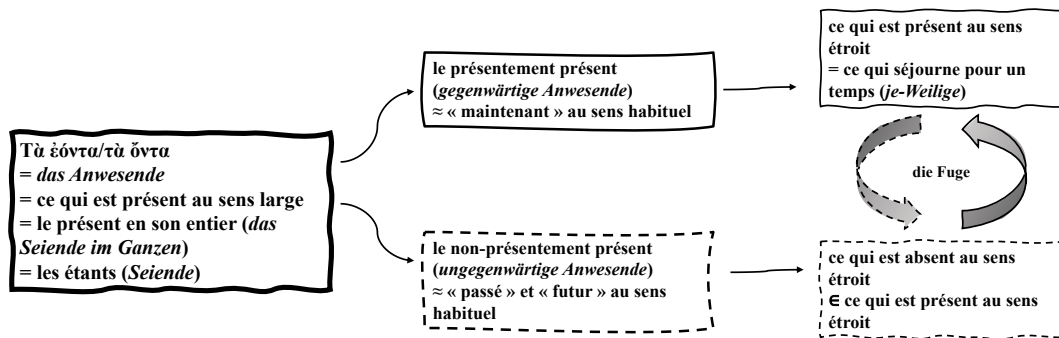 Τὰ ἐόντα/τὰ ὄντα
= das Anwesende
= ce qui est présent au sens large
= le présent en son entier (das
Seiende im Ganzen)
= les étants (Seiende)
le présentement présent
(gegenwärtige Anwesende)
≈ « maintenant » au sens habituel
le non-présentement présent
(ungegenwärtige Anwesende)
≈ « passé » et « futur » au sens
habituel
ce qui est présent au sens
étroit
= ce qui séjourne pour un
temps (je-Weilige)
die Fuge
ce qui est absent au sens
étroit
∈ ce qui est présent au sens
étroit